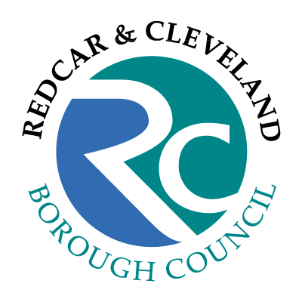 REDCAR & CLEVELAND
RC
BOROUGH COUNCIL